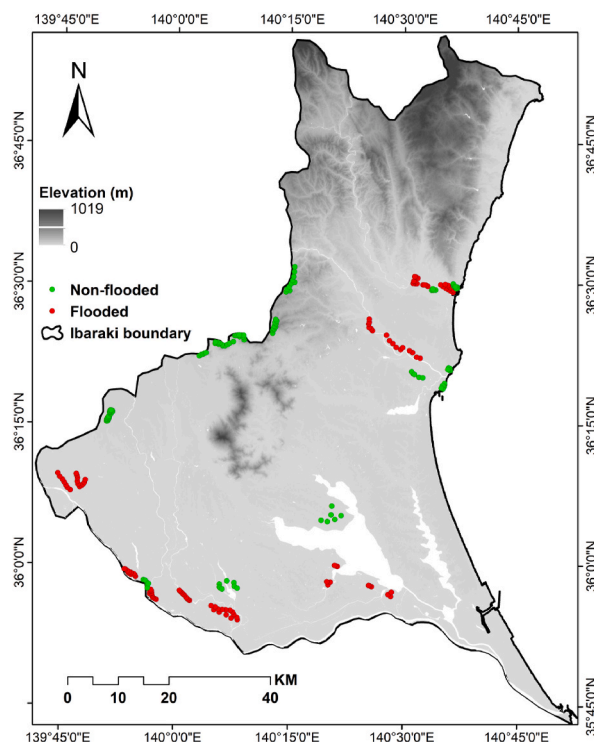 139°45'0"E 140°0'0"E 140°15'0"E 140°30'0"E 140°45'0"E
N
36°45'0"N 36°45'0"N
Elevation (m)
1019
0
36°30'0"N 36°30'0"N
Non-flooded
Flooded
Ibaraki boundary
36°15'0"N 36°15'0"N
36°0'0"N 36°0'0"N
KM
0 10 20 40
35°45'0"N
139°45'0"E 140°0'0"E 140°15'0"E 140°30'0"E 140°45'0"E